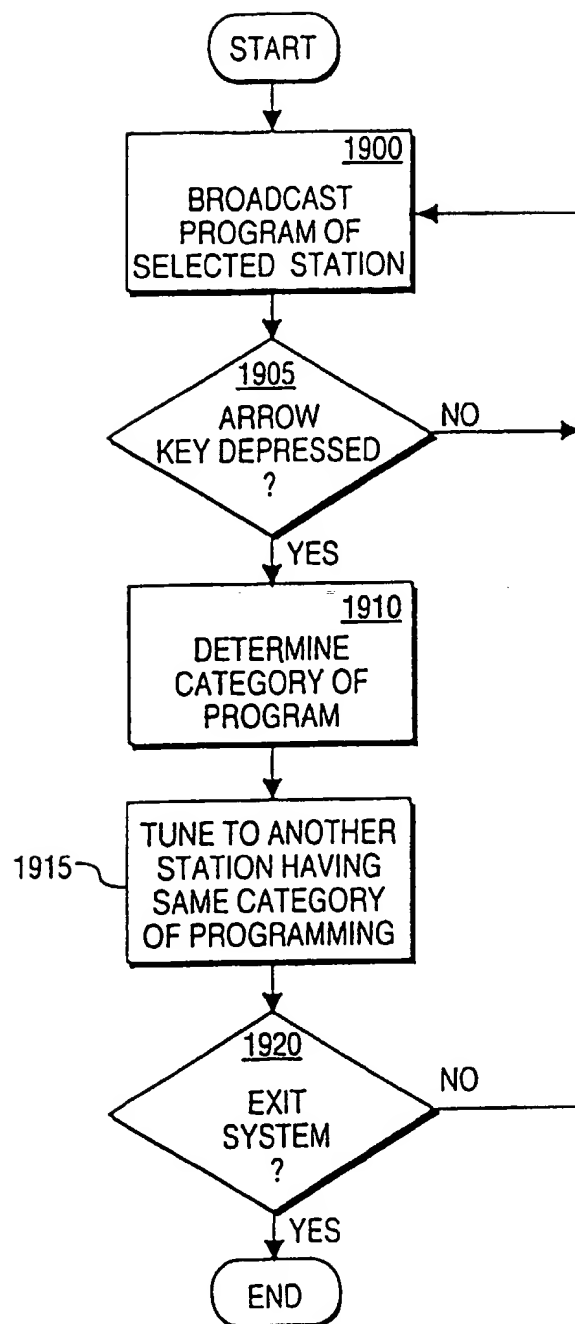 START
1900
BROADCAST
PROGRAM OF
SELECTED STATION
1905
ARROW
KEY DEPRESSED
?
NO
YES
1910
DETERMINE
CATEGORY OF
PROGRAM
1915
TUNE TO ANOTHER
STATION HAVING
SAME CATEGORY
OF PROGRAMMING
1920
EXIT
SYSTEM
?
NO
YES
END